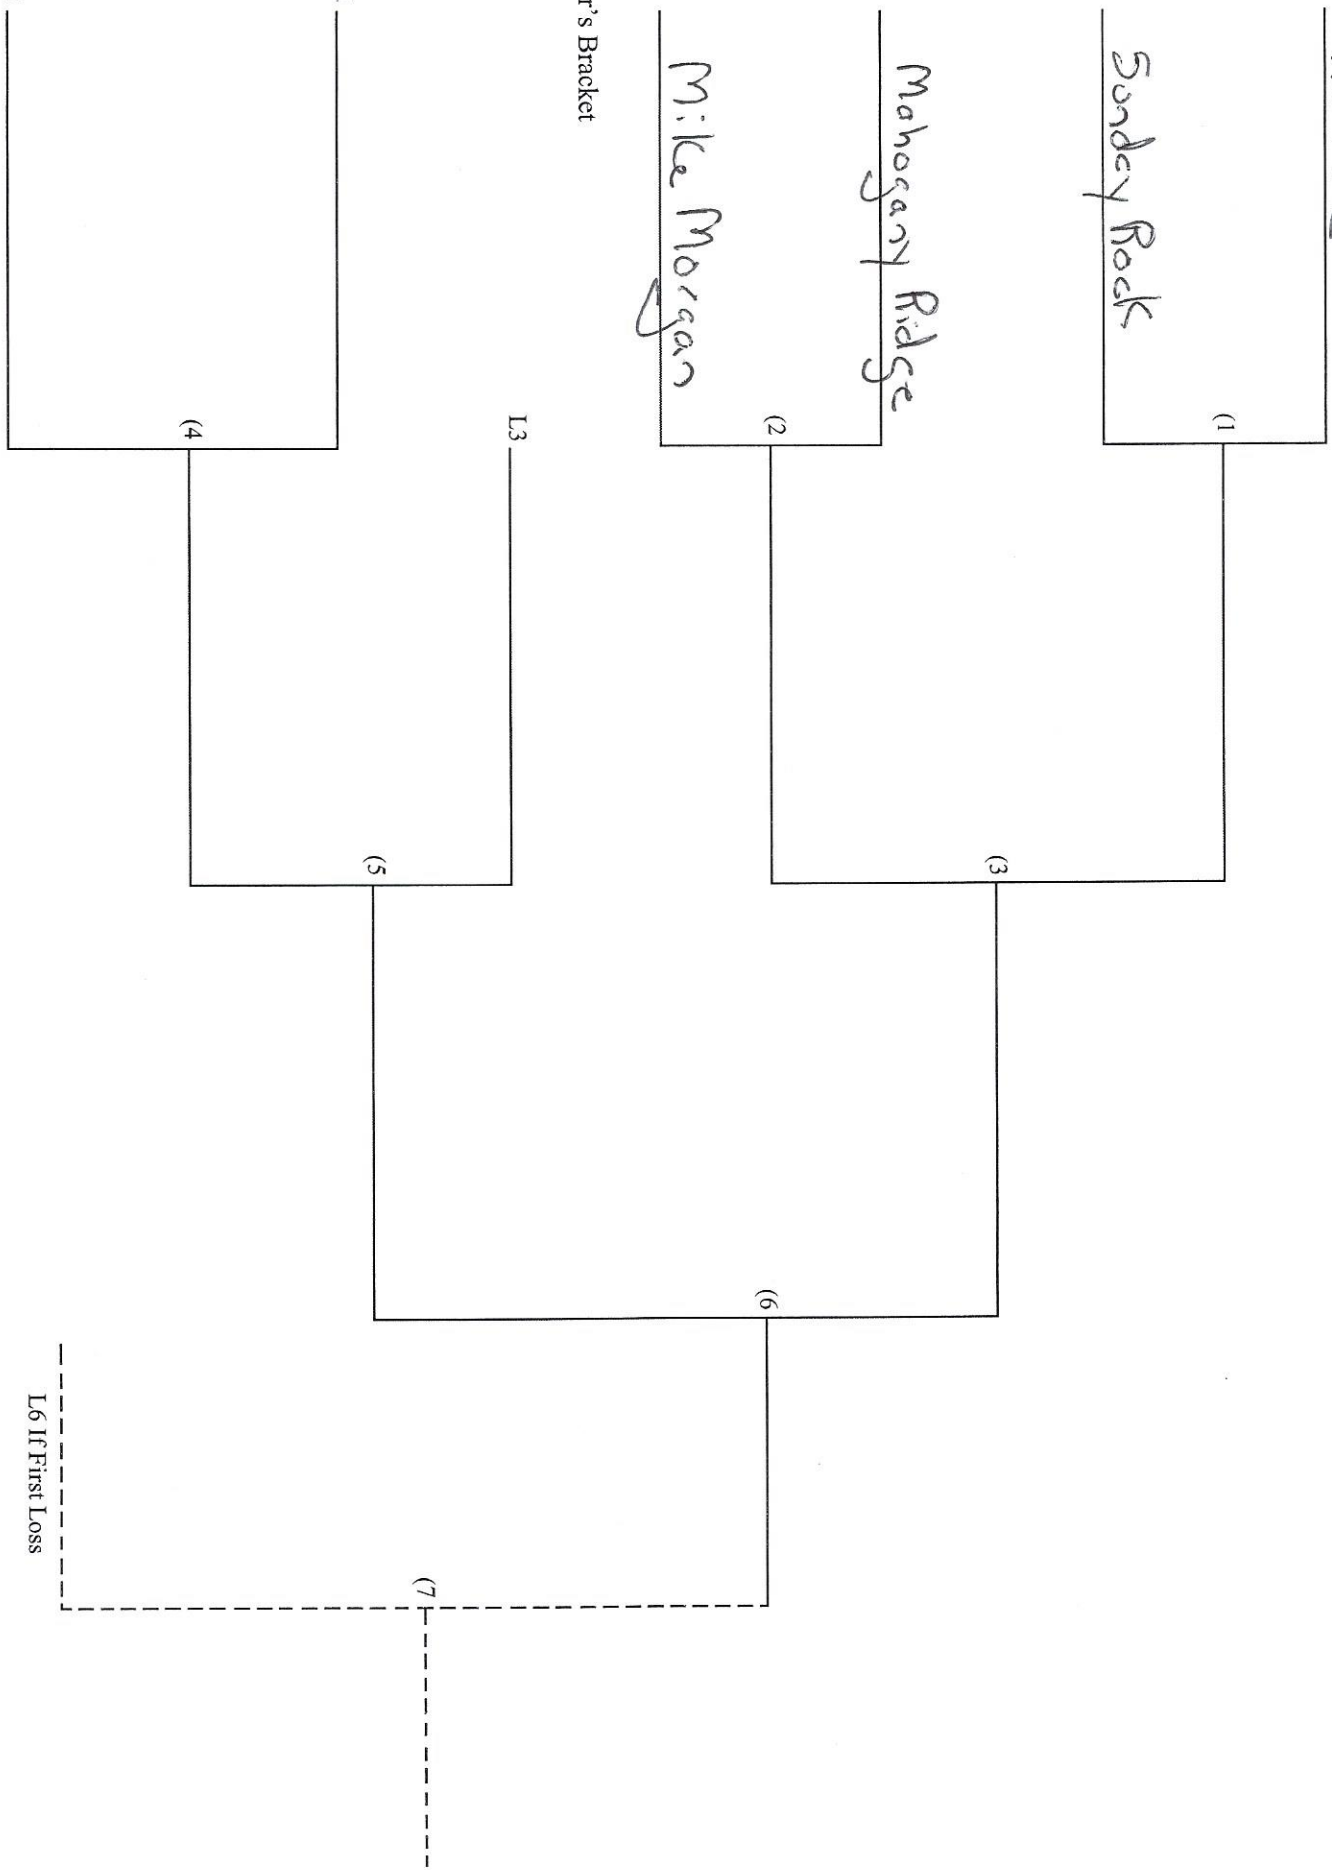 (1
Sunday Rock
(3
Mahogany Ridge
(2
Mike Morgan
(6
r's Bracket
L3
(5
(7
(4
L6 If First Loss